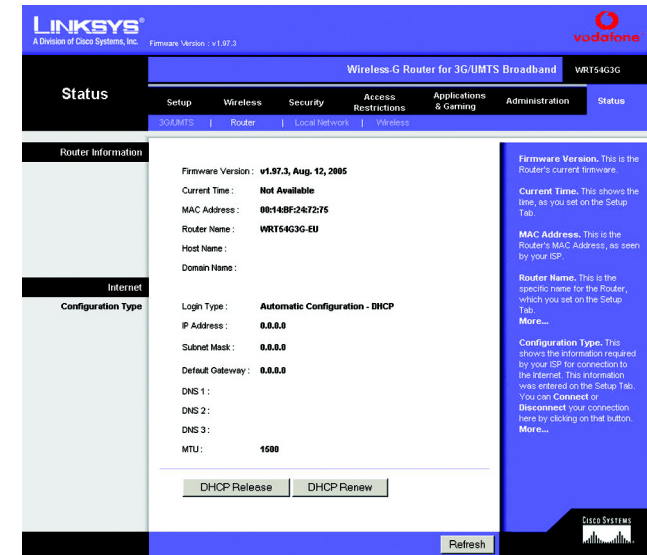 LINKSYS®
A Division of Cisco Systems, Inc.
Firmware Version : v1.97.3
vodafone
Wireless-G Router for 3G/UMTS Broadband
WRT54G3G
Status
Setup
Wireless
Security
Access Restrictions
Applications & Gaming
Administration
Status
3G/UMTS | Router | Local Network | Wireless
Router Information
Firmware Version : v1.97.3, Aug. 12, 2005
Current Time : Not Available
MAC Address : 00:14:BF:24:72:75
Router Name : WRT54G3G-EU
Host Name :
Domain Name :
Internet
Configuration Type
Login Type : Automatic Configuration - DHCP
IP Address : 0.0.0.0
Subnet Mask : 0.0.0.0
Default Gateway : 0.0.0.0
DNS 1 :
DNS 2 :
DNS 3 :
MTU : 1500
DHCP Release
DHCP Renew
Firmware Version. This is the
Router's current firmware.
Current Time. This shows the
time, as you set on the Setup
Tab.
MAC Address. This is the
Router's MAC Address, as seen
by your ISP.
Router Name. This is the
specific name for the Router,
which you set on the Setup
Tab.
More...
Configuration Type. This
shows the information required
by your ISP for connection to
the Internet. This information
was entered on the Setup Tab.
You can Connect or
Disconnect your connection
here by clicking on that button.
More...
Refresh
CISCO SYSTEMS